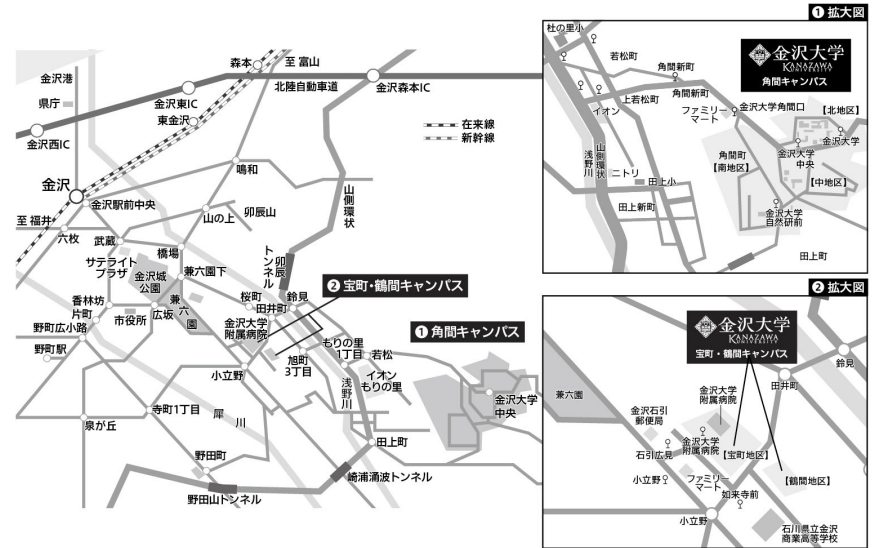 金沢港
県庁
金沢西IC
金沢東IC
東金沢
森本
至 富山
北陸自動車道
金沢森本IC
在来線
新幹線
金沢
金沢駅前中央
至 福井
六枚
武蔵
鳴和
山の上
卯辰山
橋場
サテライト
プラザ
金沢城
公園
兼六園下
兼六園
香林坊
片町
市役所
広坂
野町広小路
野町駅
桜町
田井町
鈴見
卯辰
トンネル
山側環状
金沢大学
附属病院
❷ 宝町・鶴間キャンパス
❶ 角間キャンパス
旭町
3丁目
もりの里
1丁目
若松
イオン
もりの里
浅野川
小立野
金沢大学
中央
田上町
寺町1丁目
泉が丘
犀川
野田町
野田山トンネル
崎浦涌波トンネル
❶ 拡大図
金沢大学
KANAZAWA
UNIVERSITY
角間キャンパス
杜の里小
若松町
角間新町
角間新町
上若松町
イオン
ファミリー
マート
金沢大学角間口
【北地区】
金沢大学
金沢大学
中央
角間町
【南地区】
【中地区】
浅野川
山側環状
ニトリ
田上小
田上新町
金沢大学
自然研前
田上町
❷ 拡大図
金沢大学
KANAZAWA
UNIVERSITY
宝町・鶴間キャンパス
鈴見
田井町
兼六園
金沢大学
附属病院
金沢石引
郵便局
金沢大学
附属病院
石引広見
【宝町地区】
【鶴間地区】
小立野
ファミリー
マート
如来寺前
小立野
石川県立金沢
商業高等学校